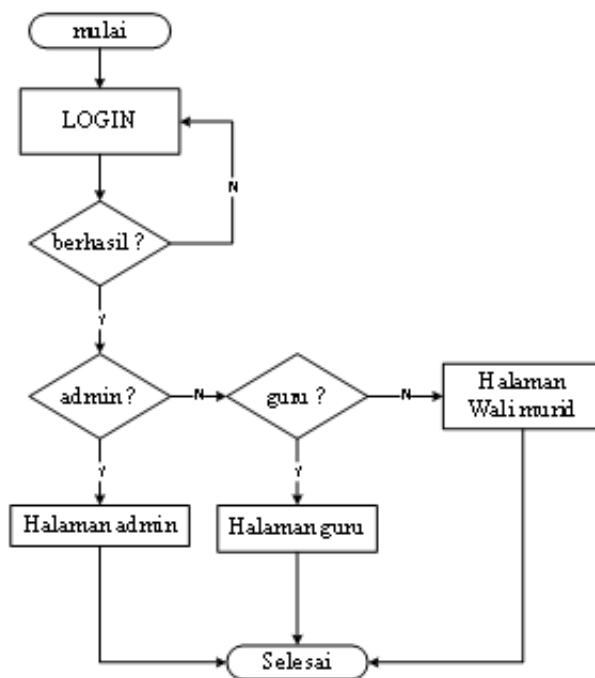 mulai
LOGIN
N
berhasil ?
Y
admin ?
N
guru ?
N
Halaman
Wali murid
Y
Y
Halaman admin
Halaman guru
Selesai